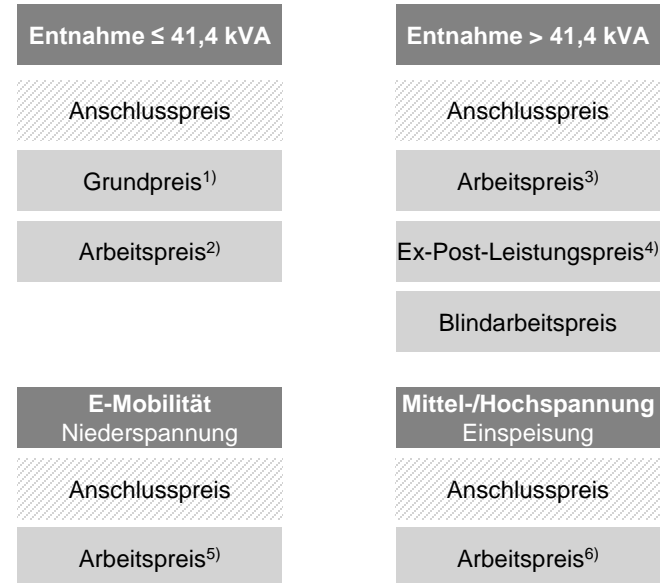 Entnahme ≤ 41,4 kVA
Anschlusspreis
Grundpreis1)
Arbeitspreis2)
Entnahme > 41,4 kVA
Anschlusspreis
Arbeitspreis3)
Ex-Post-Leistungspreis4)
Blindarbeitspreis
E-Mobilität
Niederspannung
Anschlusspreis
Arbeitspreis5)
Mittel-/Hochspannung
Einspeisung
Anschlusspreis
Arbeitspreis6)